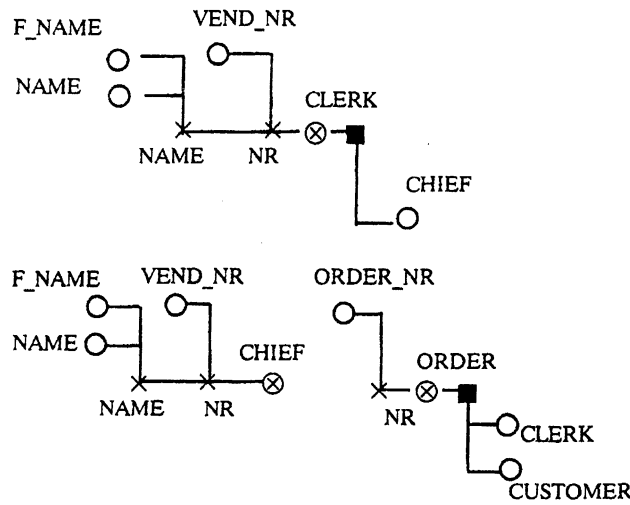 F_NAME
VEND_NR
NAME
CLERK
NAME
NR
CHIEF
F_NAME
VEND_NR
ORDER_NR
NAME
CHIEF
ORDER
NAME
NR
NR
CLERK
CUSTOMER